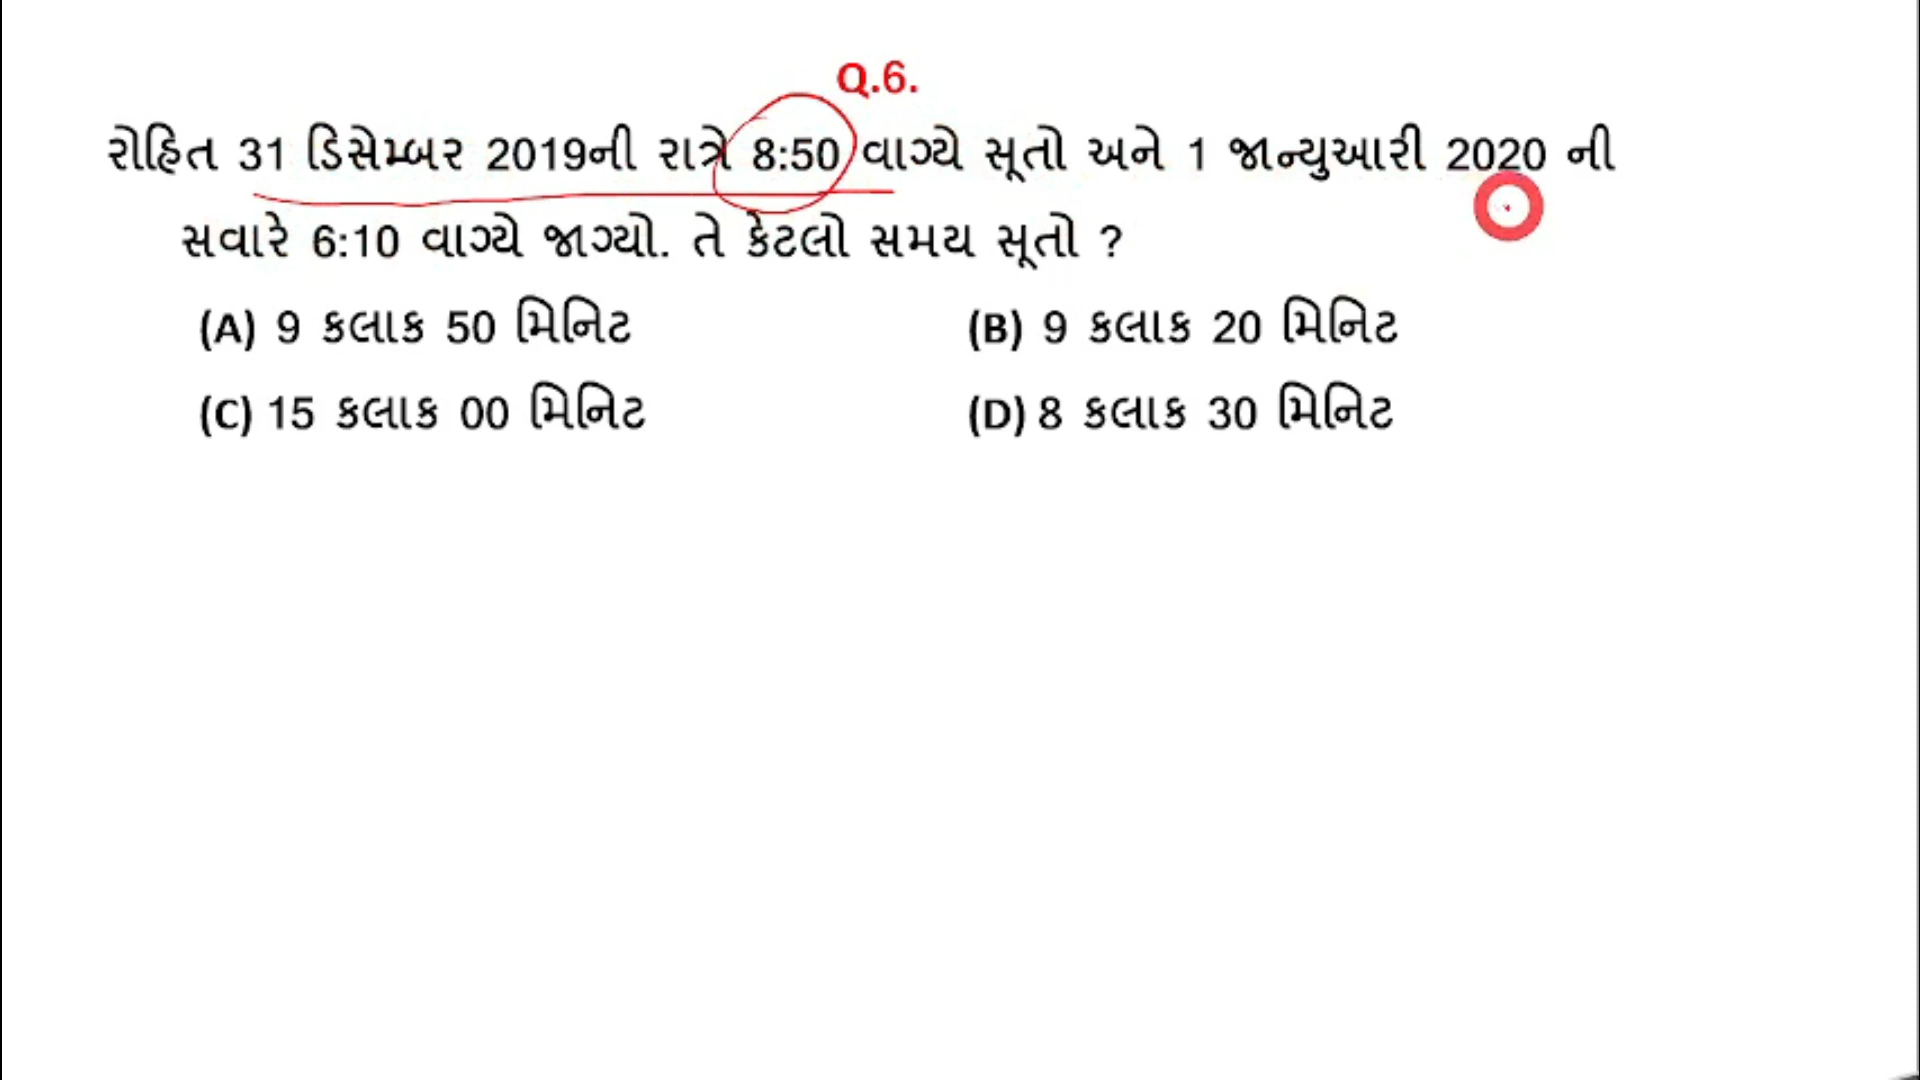 Q.6.
રોહિત 31 ડિસેમ્બર 2019ની રાત્રે 8:50 વાગ્યે સૂતો અને 1 જાન્યુઆરી 2020 ની
સવારે 6:10 વાગ્યે જાગ્યો. તે કેટલો સમય સૂતો ?
(A) 9 કલાક 50 મિનિટ (B) 9 કલાક 20 મિનિટ
(C) 15 કલાક 00 મિનિટ (D) 8 કલાક 30 મિનિટ